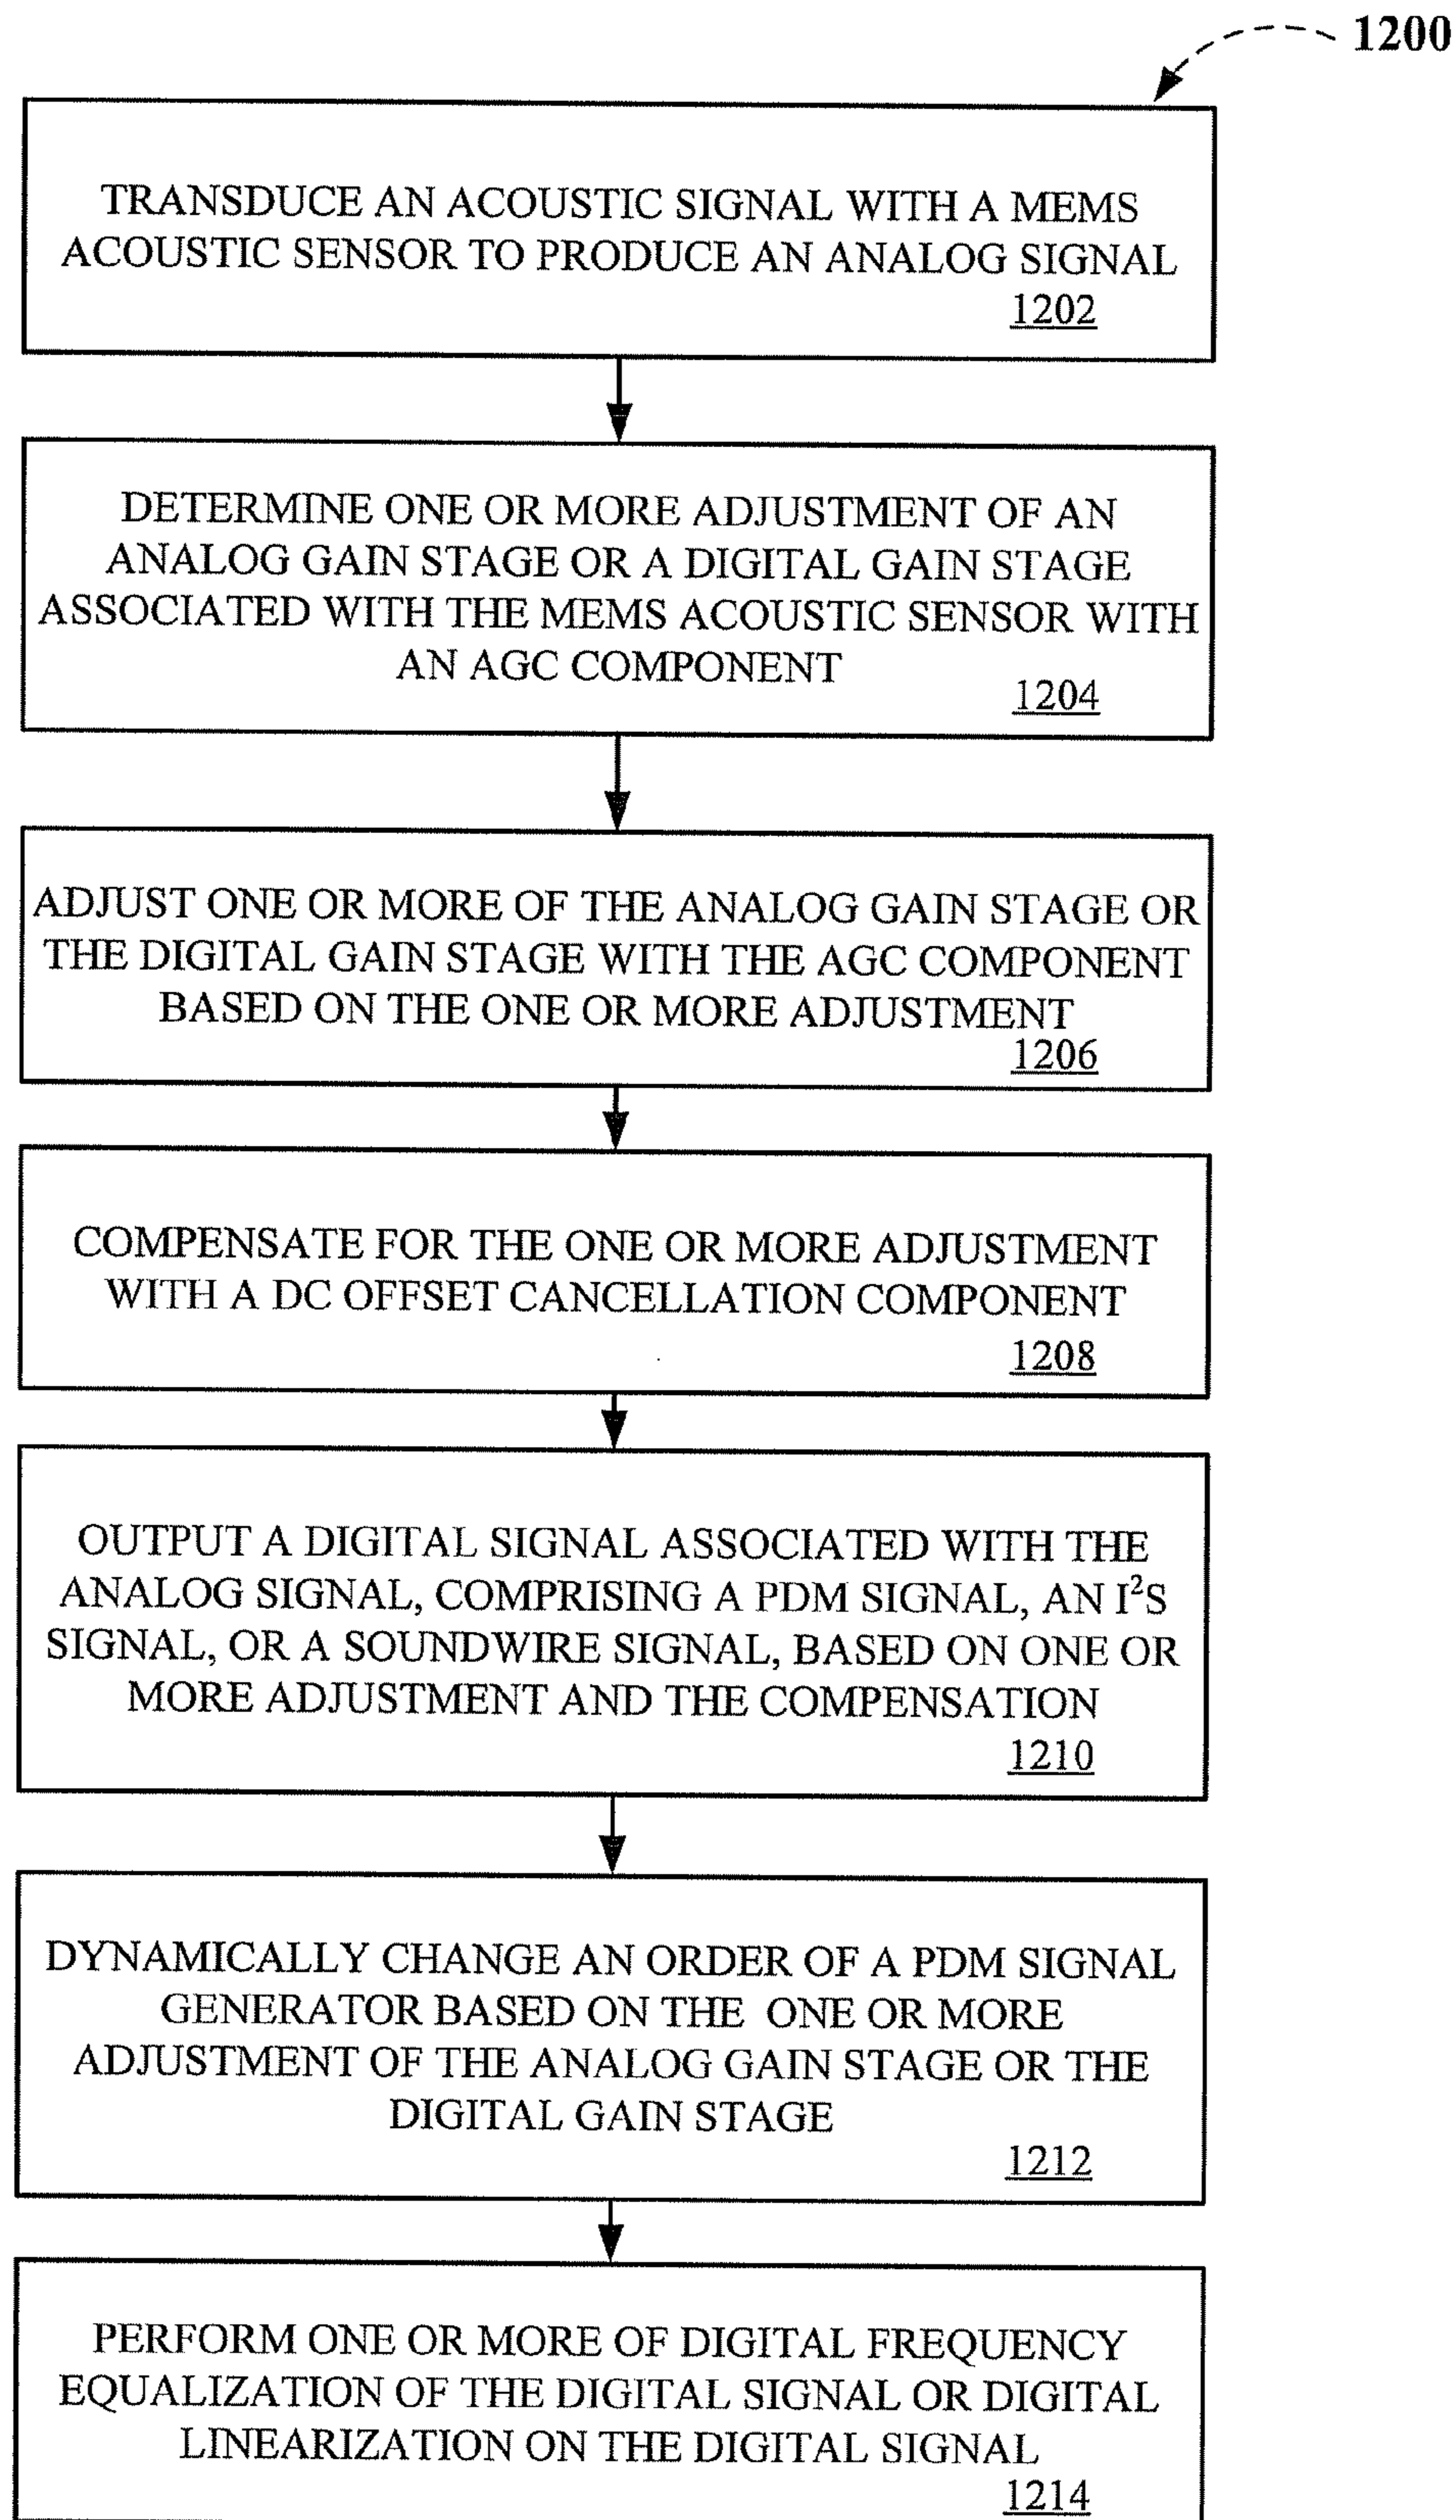 1200
TRANSDUCE AN ACOUSTIC SIGNAL WITH A MEMS
ACOUSTIC SENSOR TO PRODUCE AN ANALOG SIGNAL
1202
DETERMINE ONE OR MORE ADJUSTMENT OF AN
ANALOG GAIN STAGE OR A DIGITAL GAIN STAGE
ASSOCIATED WITH THE MEMS ACOUSTIC SENSOR WITH
AN AGC COMPONENT
1204
ADJUST ONE OR MORE OF THE ANALOG GAIN STAGE OR
THE DIGITAL GAIN STAGE WITH THE AGC COMPONENT
BASED ON THE ONE OR MORE ADJUSTMENT
1206
COMPENSATE FOR THE ONE OR MORE ADJUSTMENT
WITH A DC OFFSET CANCELLATION COMPONENT
1208
OUTPUT A DIGITAL SIGNAL ASSOCIATED WITH THE
ANALOG SIGNAL, COMPRISING A PDM SIGNAL, AN I²S
SIGNAL, OR A SOUNDWIRE SIGNAL, BASED ON ONE OR
MORE ADJUSTMENT AND THE COMPENSATION
1210
DYNAMICALLY CHANGE AN ORDER OF A PDM SIGNAL
GENERATOR BASED ON THE ONE OR MORE
ADJUSTMENT OF THE ANALOG GAIN STAGE OR THE
DIGITAL GAIN STAGE
1212
PERFORM ONE OR MORE OF DIGITAL FREQUENCY
EQUALIZATION OF THE DIGITAL SIGNAL OR DIGITAL
LINEARIZATION ON THE DIGITAL SIGNAL
1214